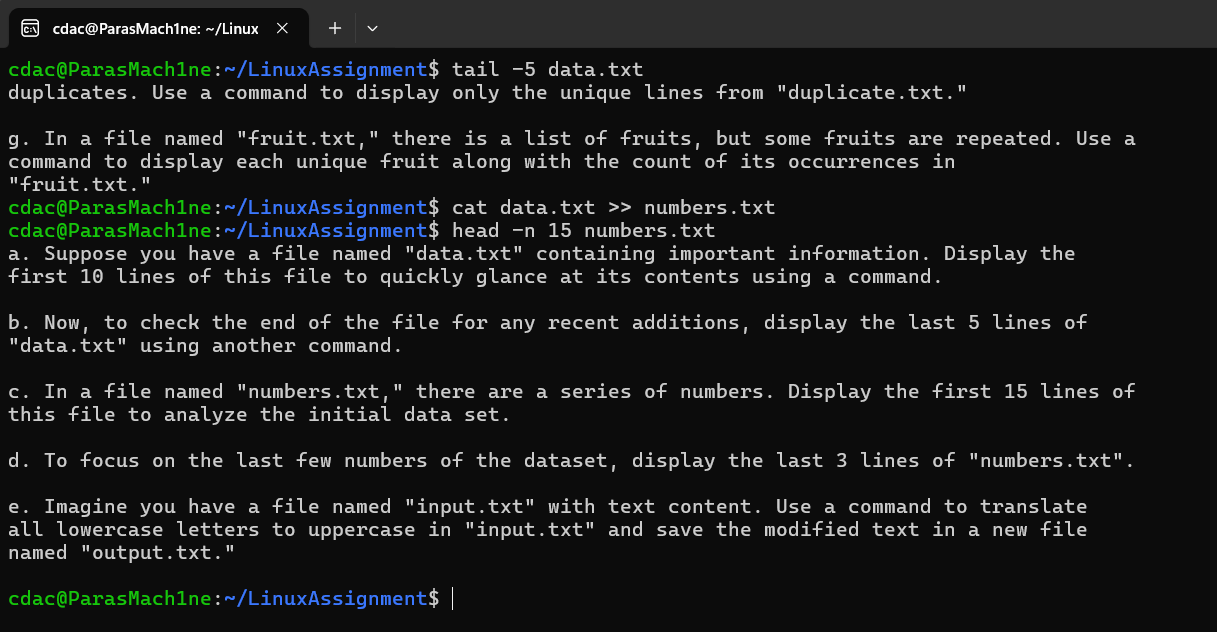 cdac@ParasMach1ne: ~/Linux
cdac@ParasMach1ne:~/LinuxAssignment$ tail -5 data.txt
duplicates. Use a command to display only the unique lines from "duplicate.txt."
g. In a file named "fruit.txt," there is a list of fruits, but some fruits are repeated. Use a
command to display each unique fruit along with the count of its occurrences in
"fruit.txt."
cdac@ParasMach1ne:~/LinuxAssignment$ cat data.txt >> numbers.txt
cdac@ParasMach1ne:~/LinuxAssignment$ head -n 15 numbers.txt
a. Suppose you have a file named "data.txt" containing important information. Display the
first 10 lines of this file to quickly glance at its contents using a command.
b. Now, to check the end of the file for any recent additions, display the last 5 lines of
"data.txt" using another command.
c. In a file named "numbers.txt," there are a series of numbers. Display the first 15 lines of
this file to analyze the initial data set.
d. To focus on the last few numbers of the dataset, display the last 3 lines of "numbers.txt".
e. Imagine you have a file named "input.txt" with text content. Use a command to translate
all lowercase letters to uppercase in "input.txt" and save the modified text in a new file
named "output.txt."
cdac@ParasMach1ne:~/LinuxAssignment$